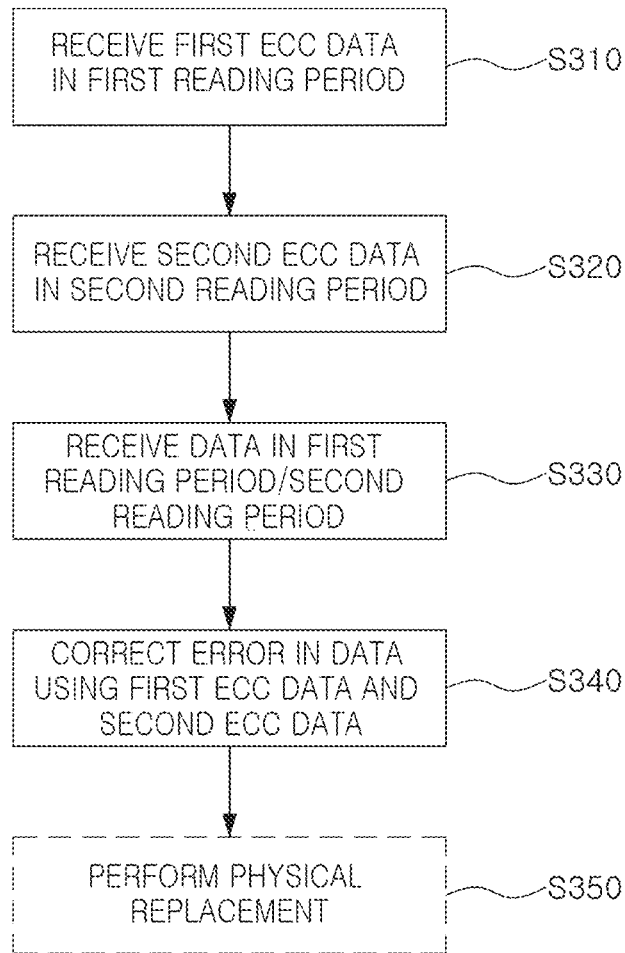 RECEIVE FIRST ECC DATA
IN FIRST READING PERIOD
S310
RECEIVE SECOND ECC DATA
IN SECOND READING PERIOD
S320
RECEIVE DATA IN FIRST
READING PERIOD/SECOND
READING PERIOD
S330
CORRECT ERROR IN DATA
USING FIRST ECC DATA AND
SECOND ECC DATA
S340
PERFORM PHYSICAL
REPLACEMENT
S350